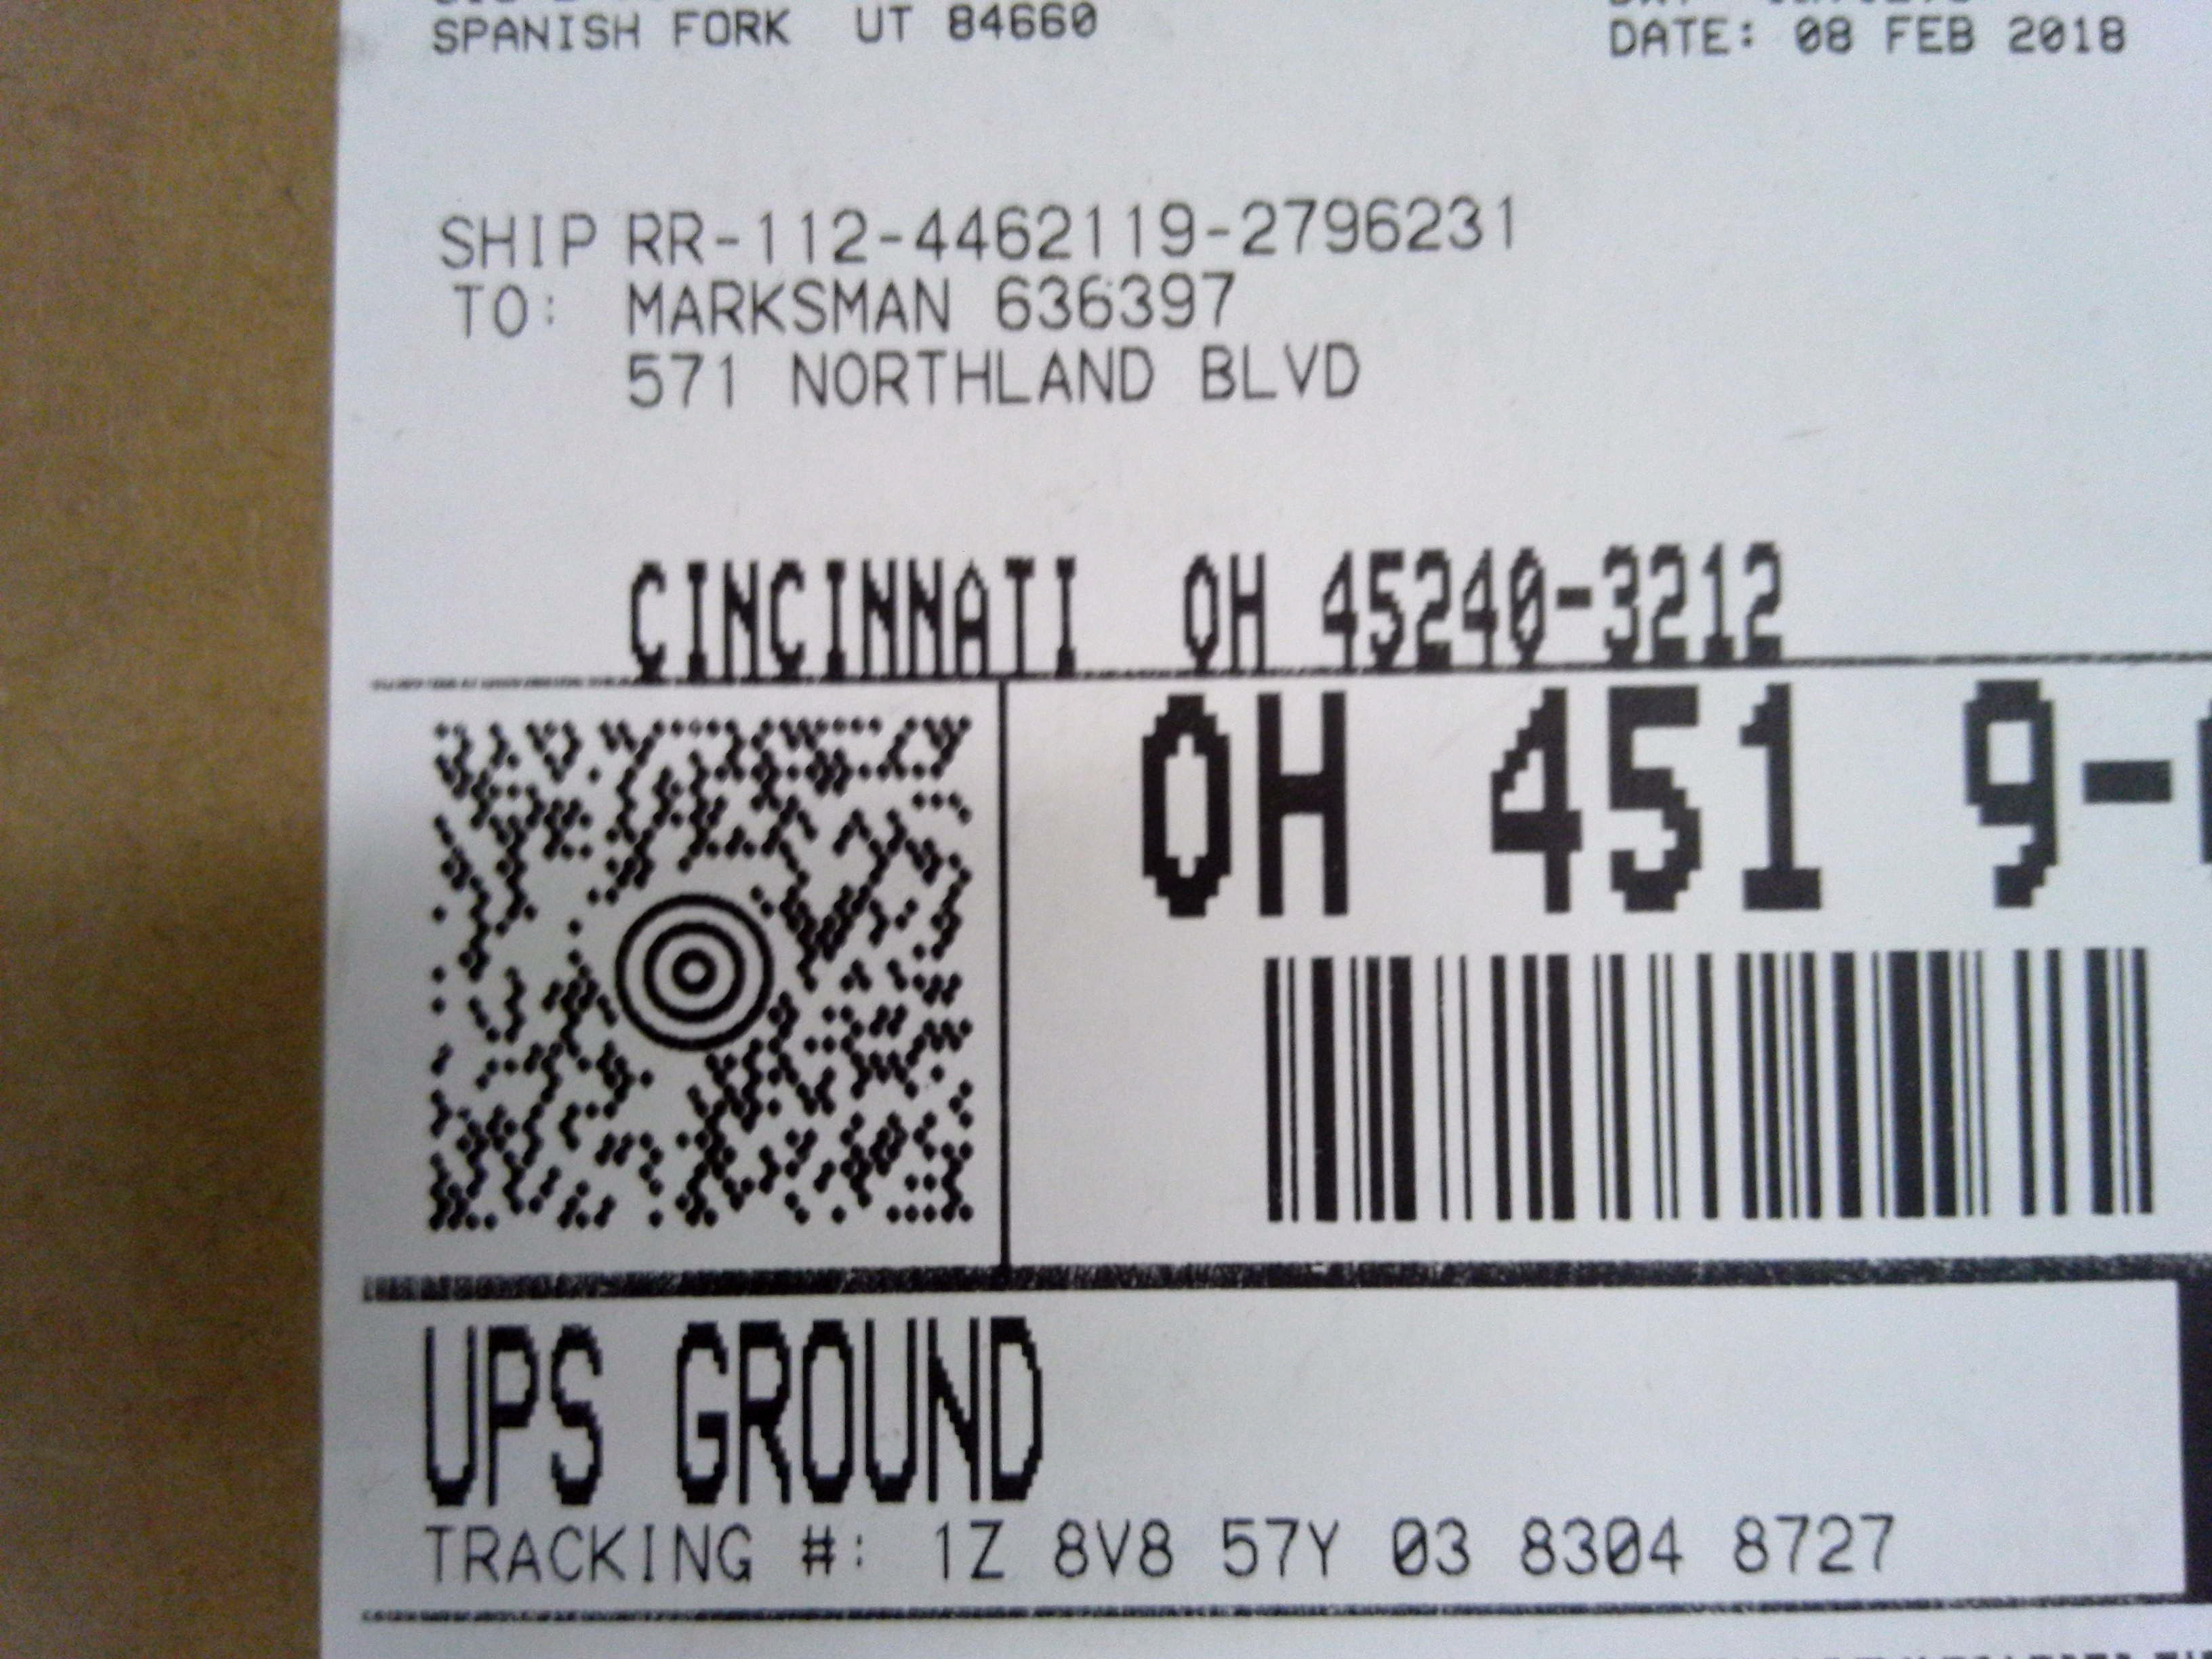 SPANISH FORK UT 84660
DATE: 08 FEB 2018
SHIP RR-112-4462119-2796231
TO: MARKSMAN 636397
571 NORTHLAND BLVD
CINCINNATI OH 45240-3212
OH 451 9-
UPS GROUND
TRACKING #: 1Z 8V8 57Y 03 8304 8727